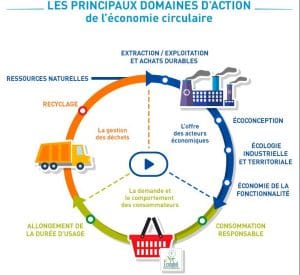 LES PRINCIPAUX DOMAINES D'ACTION
de l'économie circulaire
EXTRACTION / EXPLOITATION
ET ACHATS DURABLES
RESSOURCES NATURELLES
RECYCLAGE
ÉCOCONCEPTION
La gestion
des déchets
L'offre
des acteurs
économiques
ÉCOLOGIE
INDUSTRIELLE
ET TERRITORIALE
ÉCONOMIE DE LA
FONCTIONNALITÉ
La demande et le
comportement
des consommateurs
ALLONGEMENT DE
LA DURÉE D'USAGE
CONSOMMATION
RESPONSABLE